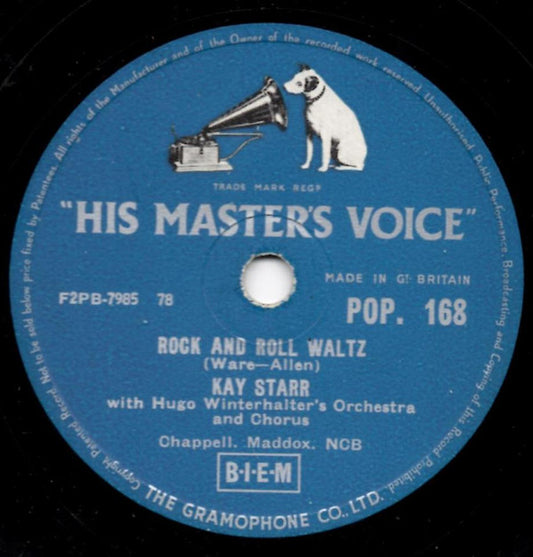 Copyright Patented Record Not to be sold below price fixed by Patentees. All rights of the Manufacturer and of the Owner of the recorded work reserved. Unauthorised Public Performance, Broadcasting and Copying of this Record Prohibited.
TRADE MARK REGD
"HIS MASTER'S VOICE"
MADE IN GT BRITAIN
F2PB-7985 78
POP. 168
ROCK AND ROLL WALTZ
(Ware—Allen)
KAY STARR
with Hugo Winterhalter's Orchestra
and Chorus
Chappell. Maddox. NCB
B·I·E·M
THE GRAMOPHONE CO., LTD.